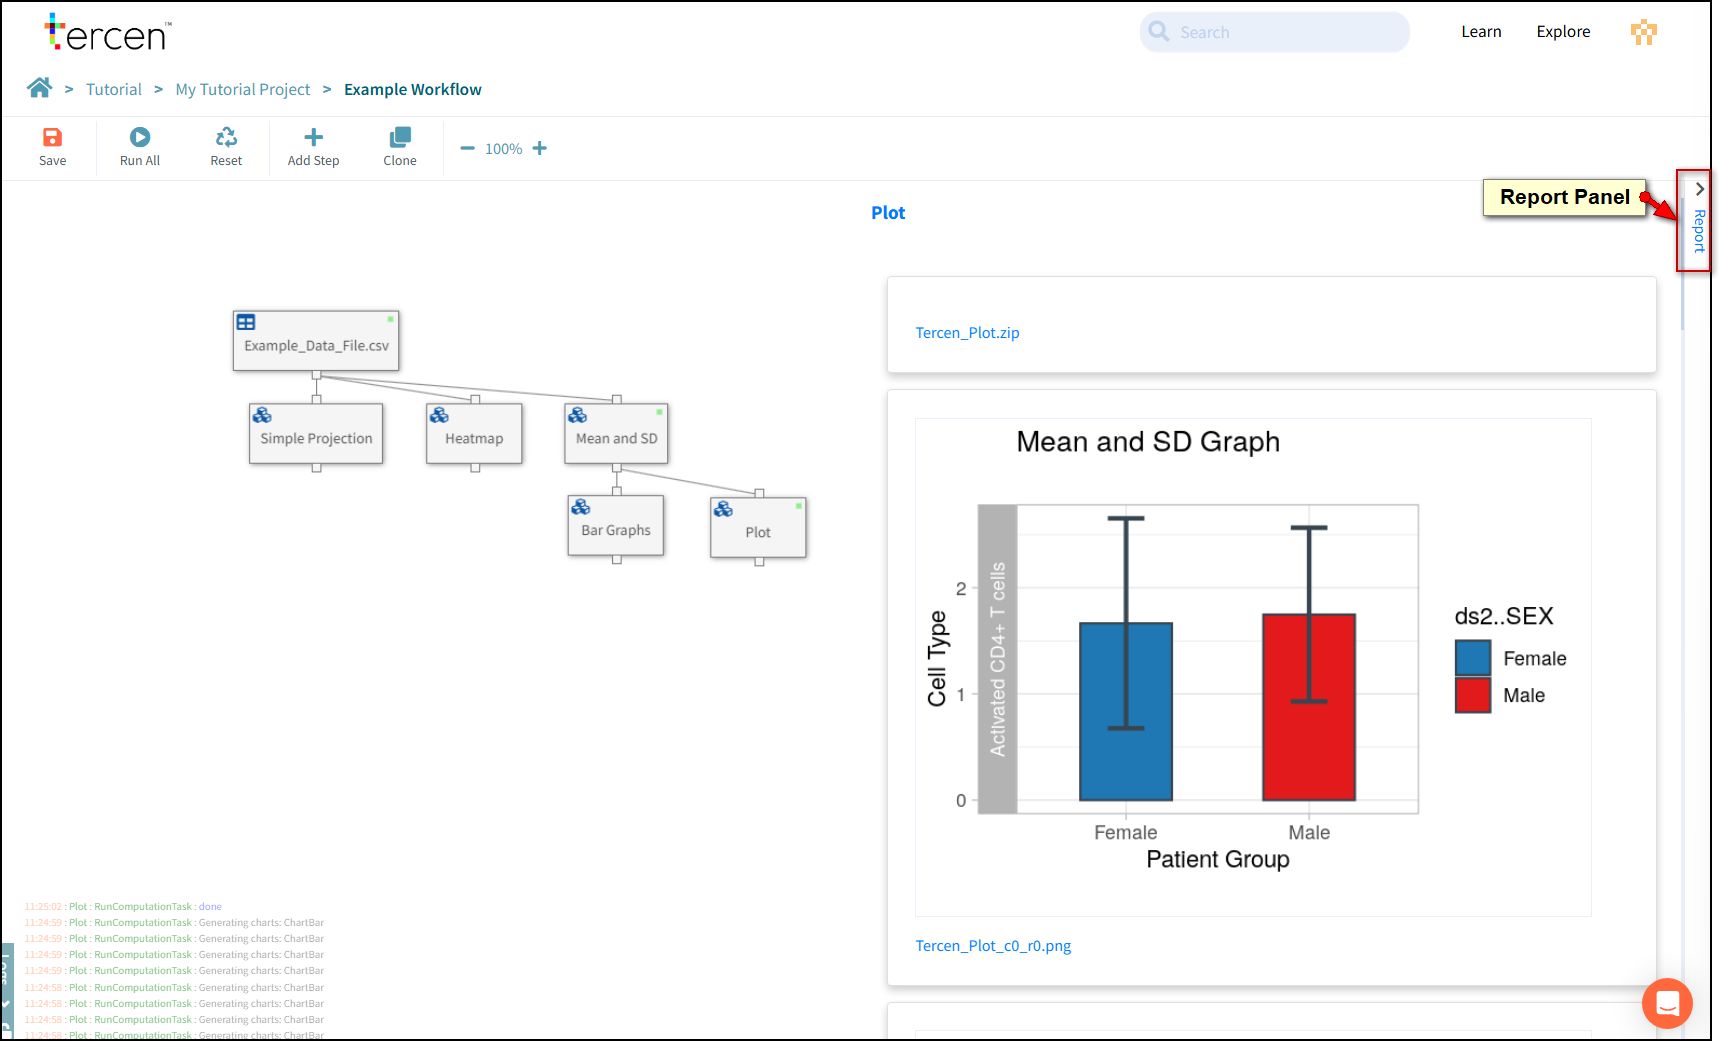 tercen™
Search
Learn
Explore
> Tutorial > My Tutorial Project > Example Workflow
Save
Run All
Reset
Add Step
Clone
100%
Report Panel
Report
Plot
Example_Data_File.csv
Simple Projection
Heatmap
Mean and SD
Bar Graphs
Plot
Tercen_Plot.zip
Mean and SD Graph
Cell Type
Activated CD4+ T cells
2
1
0
Female
Male
Patient Group
ds2..SEX
Female
Male
Tercen_Plot_c0_r0.png
11:25:02 : Plot : RunComputationTask : done
11:24:59 : Plot : RunComputationTask : Generating charts: ChartBar
11:24:59 : Plot : RunComputationTask : Generating charts: ChartBar
11:24:59 : Plot : RunComputationTask : Generating charts: ChartBar
11:24:59 : Plot : RunComputationTask : Generating charts: ChartBar
11:24:58 : Plot : RunComputationTask : Generating charts: ChartBar
11:24:58 : Plot : RunComputationTask : Generating charts: ChartBar
11:24:58 : Plot : RunComputationTask : Generating charts: ChartBar
11:24:58 : Plot : RunComputationTask : Generating charts: ChartBar